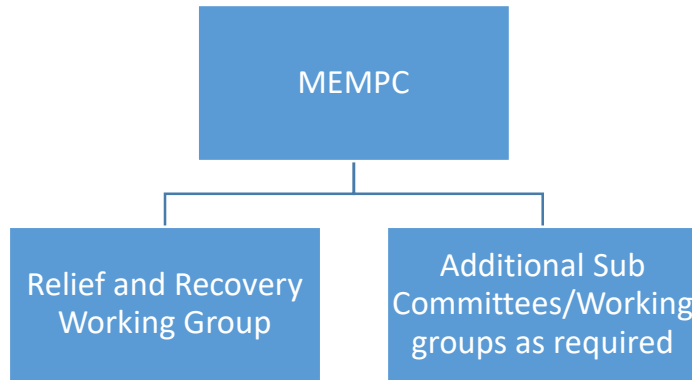 MEMPC
Relief and Recovery
Working Group
Additional Sub
Committees/Working
groups as required